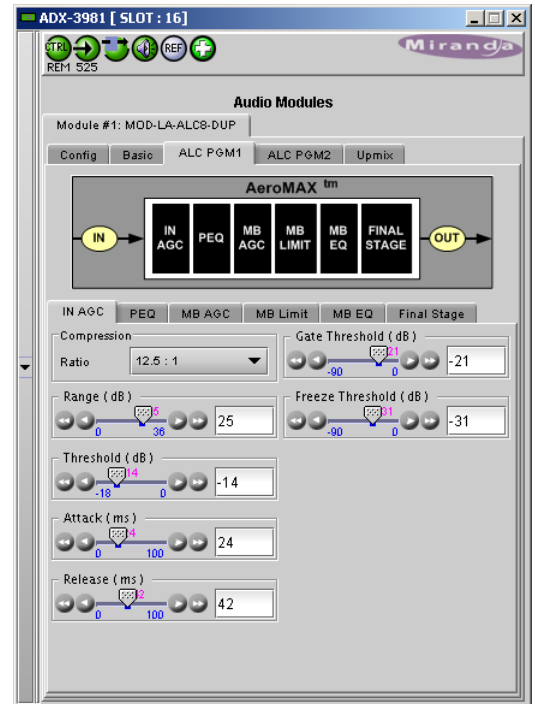 ADX-3981 [ SLOT : 16]
CTRL REF Miranda
REM 525
Audio Modules
Module #1: MOD-LA-ALC8-DUP
Config Basic ALC PGM1 ALC PGM2 Upmix
AeroMAX tm
IN IN AGC PEQ MB AGC MB LIMIT MB EQ FINAL STAGE OUT
IN AGC PEQ MB AGC MB Limit MB EQ Final Stage
Compression
Ratio 12.5 : 1
Gate Threshold ( dB )
21
-90 0
-21
Range ( dB )
5
0 36
25
Freeze Threshold ( dB )
31
-90 0
-31
Threshold ( dB )
14
-18 0
-14
Attack ( ms )
4
0 100
24
Release ( ms )
2
0 100
42